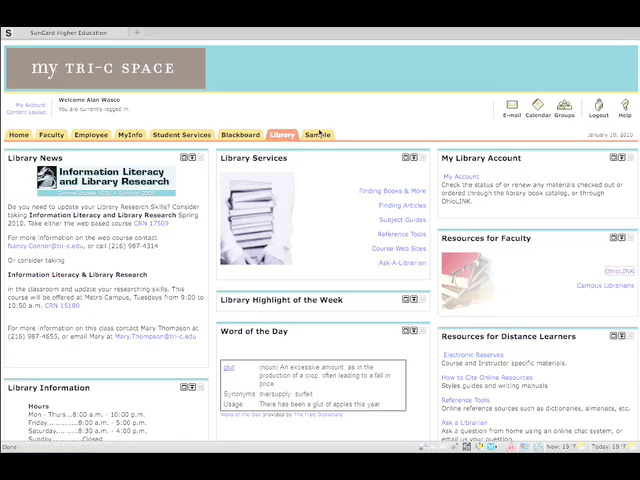 S SunGard Higher Education +
my TRI-C SPACE
My Account
Content Layout
Welcome Alan Wasco
You are currently logged in.
E-mail Calendar Groups Logout Help
Home Faculty Employee MyInfo Student Services Blackboard Library Sample
January 10, 2010
Library News
Information Literacy
and Library Research
Do you need to update your Library Research Skills? Consider
taking Information Literacy and Library Research Spring
2010. Take either the web based course CRN 17509
For more information on the web course contact
Nancy.Connor@tri-c.edu, or call (216) 987-4314
Or consider taking
Information Literacy & Library Research
in the classroom and update your researching skills. This
course will be offered at Metro Campus, Tuesdays from 9:00 to
10:50 a.m. CRN 15180
For more information on this class contact Mary Thompson at
(216) 987-4655, or email Mary at Mary.Thompson@tri-c.edu
Library Information
Hours
Mon - Thurs...8:00 a.m. - 10:00 p.m.
Friday............8:00 a.m. - 5:00 p.m.
Saturday........8:30 a.m. - 4:30 p.m.
Sunday..........Closed
Library Services
Finding Books & More
Finding Articles
Subject Guides
Reference Tools
Course Web Sites
Ask-A-Librarian
Library Highlight of the Week
Word of the Day
glut (noun) An excessive amount, as in the
production of a crop, often leading to a fall in
price.
Synonyms: oversupply, surfeit
Usage: There has been a glut of apples this year.
Word of the Day provided by The Free Dictionary
My Library Account
My Account
Check the status of or renew any materials checked out or
ordered through the library book catalog, or through
OhioLINK.
Resources for Faculty
OhioLINK
Campus Librarians
Resources for Distance Learners
Electronic Reserves
Course and Instructor specific materials.
How to Cite Online Resources
Styles guides and writing manuals
Reference Tools
Online reference sources such as dictionaries, almanacs, etc.
Ask a Librarian
Ask a question from home using an online chat system, or
email us your question.
Done
Now: 19 °F Today: 19 °F